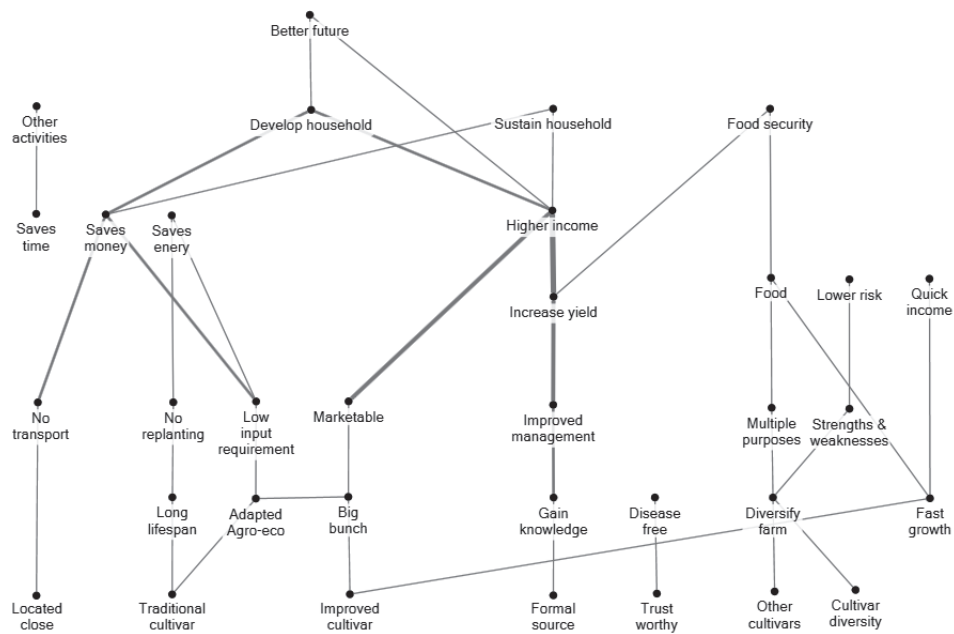 Better future
Other
activities
Develop household
Sustain household
Food security
Saves
time
Saves
money
Saves
enery
Higher income
Increase yield
Food
Lower risk
Quick
income
No
transport
No
replanting
Low
input
requirement
Marketable
Improved
management
Multiple
purposes
Strengths &
weaknesses
Long
lifespan
Adapted
Agro-eco
Big
bunch
Gain
knowledge
Disease
free
Diversify
farm
Fast
growth
Located
close
Traditional
cultivar
Improved
cultivar
Formal
source
Trust
worthy
Other
cultivars
Cultivar
diversity